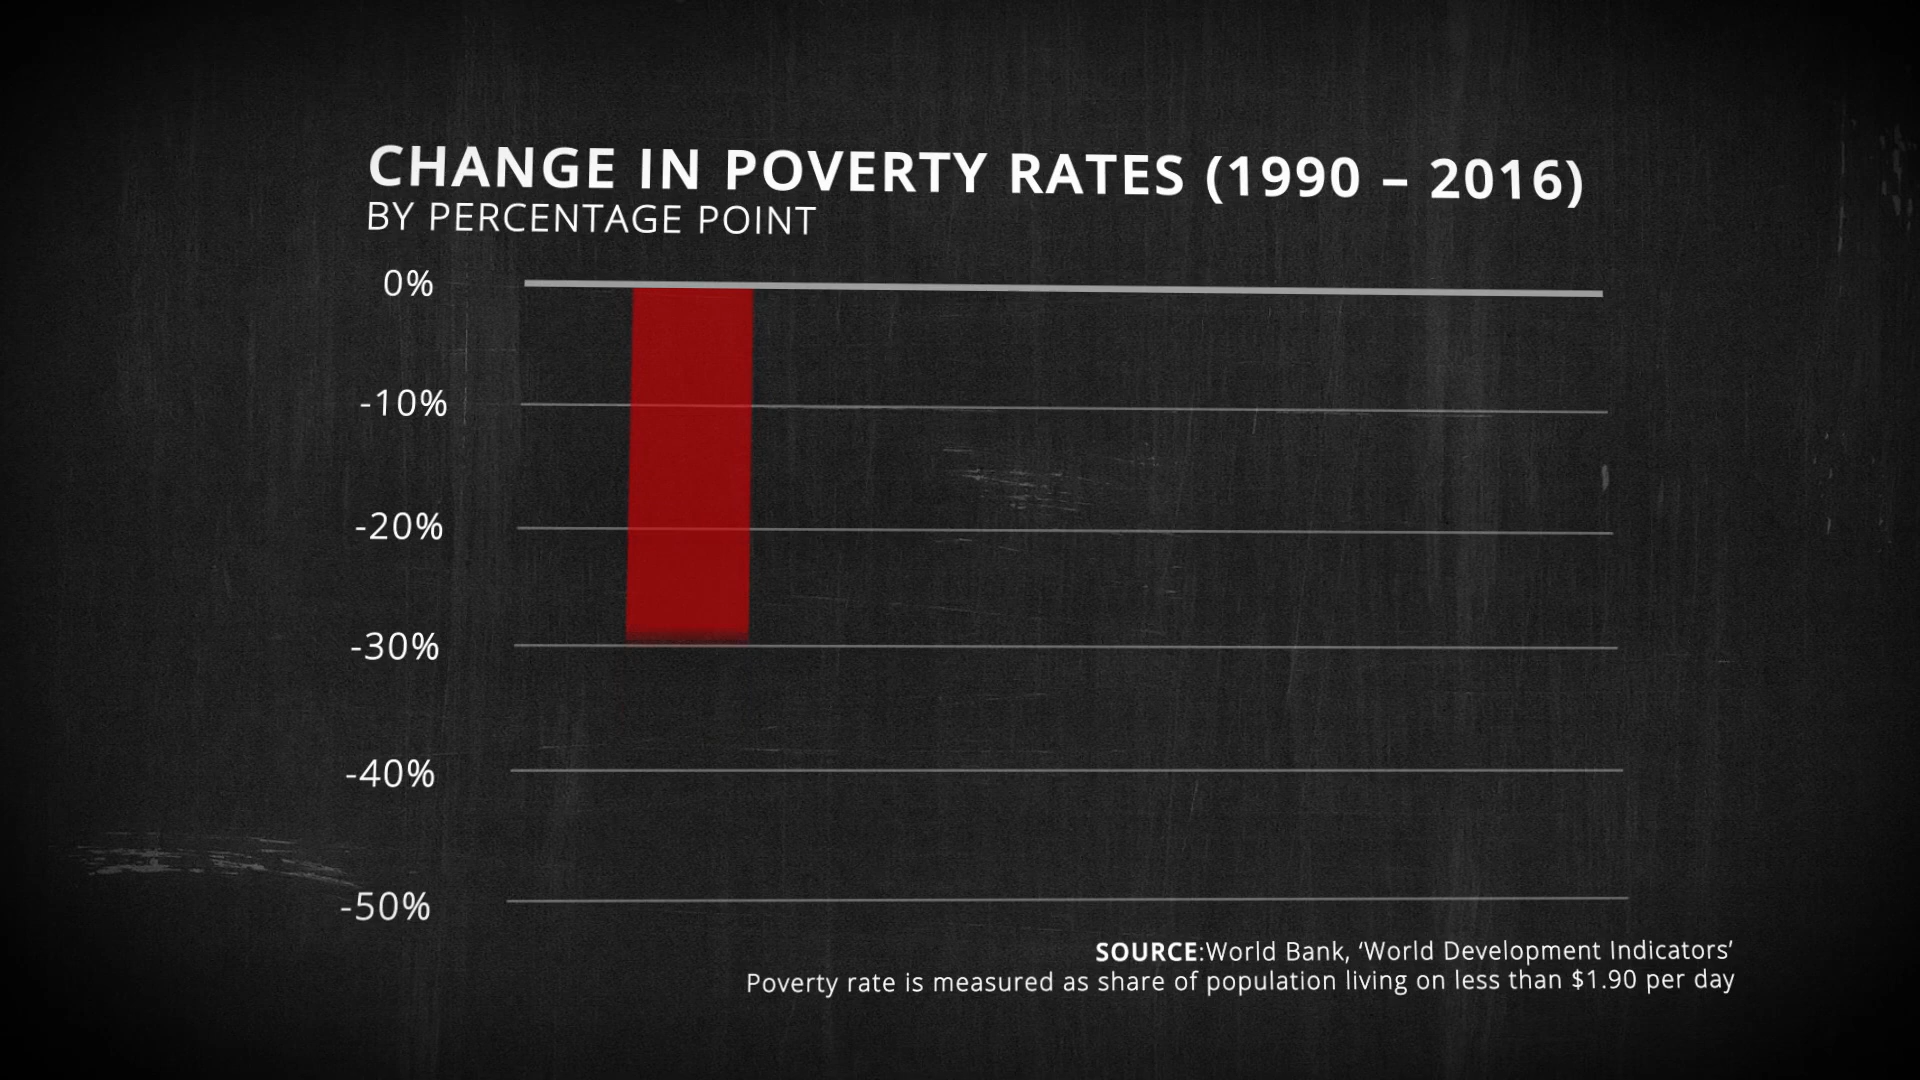 CHANGE IN POVERTY RATES (1990 – 2016)
BY PERCENTAGE POINT
0%
-10%
-20%
-30%
-40%
-50%
SOURCE:World Bank, ‘World Development Indicators’
Poverty rate is measured as share of population living on less than $1.90 per day